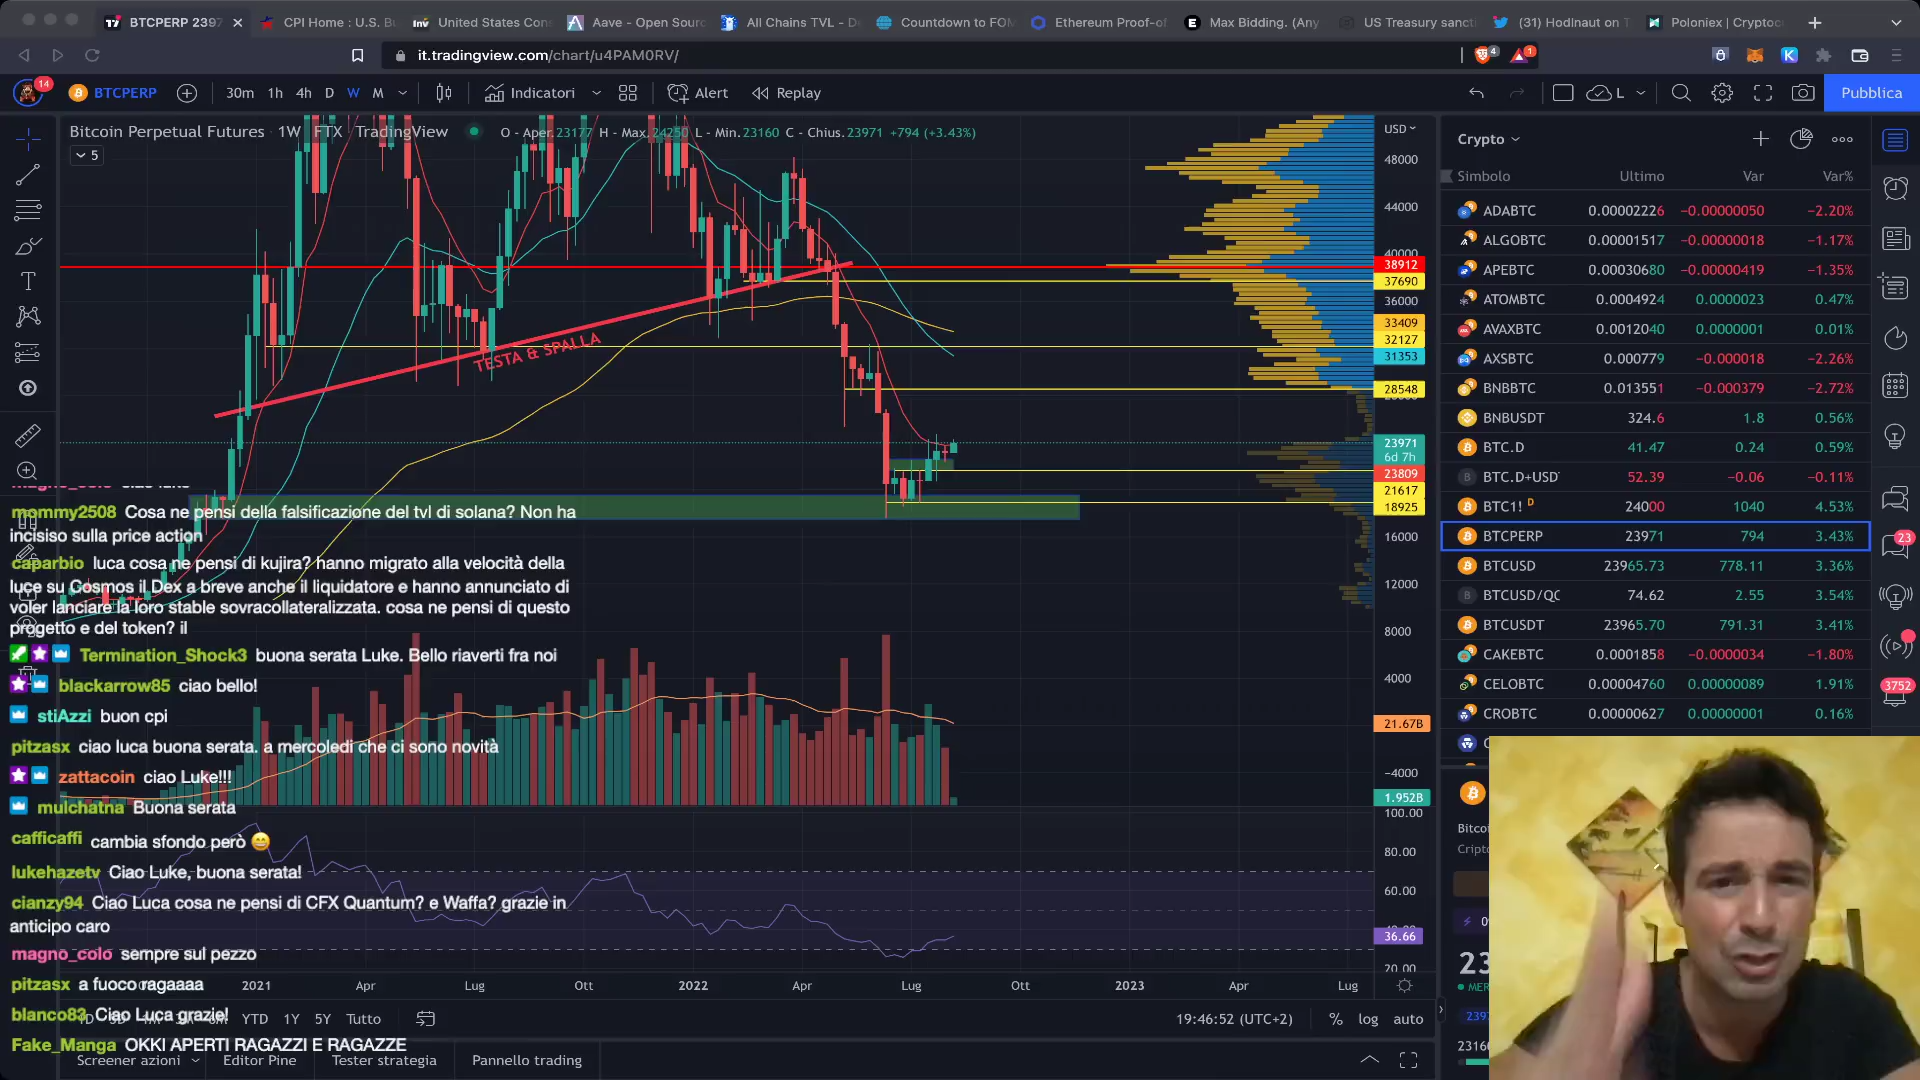 BTCPERP 2397
CPI Home : U.S. Bu
United States Cons
Aave - Open Sourc
All Chains TVL - De
Countdown to FOM
Ethereum Proof-of
Max Bidding. (Any
US Treasury sancti
(31) Hodlnaut on T
Poloniex | Cryptocu
it.tradingview.com/chart/u4PAM0RV/
4
1
14
BTCPERP
30m 1h 4h D W M
Indicatori
Alert
Replay
L
Pubblica
Bitcoin Perpetual Futures · 1W · FTX · TradingView
O - Aper.23177 H - Max.24250 L - Min.23160 C - Chius.23971 +794 (+3.43%)
5
USD
48000
44000
40000
38912
37690
36000
33409
32127
31353
28548
23971
6d 7h
23809
21617
18925
16000
12000
8000
4000
21.67B
−4000
1.952B
100.00
80.00
60.00
36.66
20.00
TESTA & SPALLA
magno_colo ciao luke
mommy2508 Cosa ne pensi della falsificazione del tvl di solana? Non ha
incisiso sulla price action
caparbio luca cosa ne pensi di kujira? hanno migrato alla velocità della
luce su Cosmos il Dex a breve anche il liquidatore e hanno annunciato di
voler lanciare la loro stable sovracollateralizzata. cosa ne pensi di questo
progetto e del token? il
Termination_Shock3 buona serata Luke. Bello riaverti fra noi
blackarrow85 ciao bello!
stiAzzi buon cpi
pitzasx ciao luca buona serata. a mercoledi che ci sono novità
zattacoin ciao Luke!!!
mulchatna Buona serata
cafficaffi cambia sfondo però 😄
lukehazetv Ciao Luke, buona serata!
cianzy94 Ciao Luca cosa ne pensi di CFX Quantum? e Waffa? grazie in
anticipo caro
magno_colo sempre sul pezzo
pitzasx a fuoco ragaaaa
blanco83 Ciao Luca grazie!
Fake_Manga OKKI APERTI RAGAZZI E RAGAZZE
2021 Apr Lug Ott 2022 Apr Lug Ott 2023 Apr Lug
YTD 1Y 5Y Tutto
19:46:52 (UTC+2)
% log auto
Screener azioni
Editor Pine
Tester strategia
Pannello trading
Crypto
Simbolo Ultimo Var Var%
ADABTC 0.00002226 −0.00000050 −2.20%
ALGOBTC 0.00001517 −0.00000018 −1.17%
APEBTC 0.00030680 −0.00000419 −1.35%
ATOMBTC 0.0004924 0.0000023 0.47%
AVAXBTC 0.0012040 0.0000001 0.01%
AXSBTC 0.000779 −0.000018 −2.26%
BNBBTC 0.013551 −0.000379 −2.72%
BNBUSDT 324.6 1.8 0.56%
BTC.D 41.47 0.24 0.59%
BTC.D+USDT 52.39 −0.06 −0.11%
BTC1! D 24000 1040 4.53%
BTCPERP 23971 794 3.43%
BTCUSD 23965.73 778.11 3.36%
BTCUSD/QC 74.62 2.55 3.54%
BTCUSDT 23965.70 791.31 3.41%
CAKEBTC 0.0001858 −0.0000034 −1.80%
CELOBTC 0.00004760 0.00000089 1.91%
CROBTC 0.00000627 0.00000001 0.16%
23
3752
Bitcoi
Cripto
23
MER
2397
23160